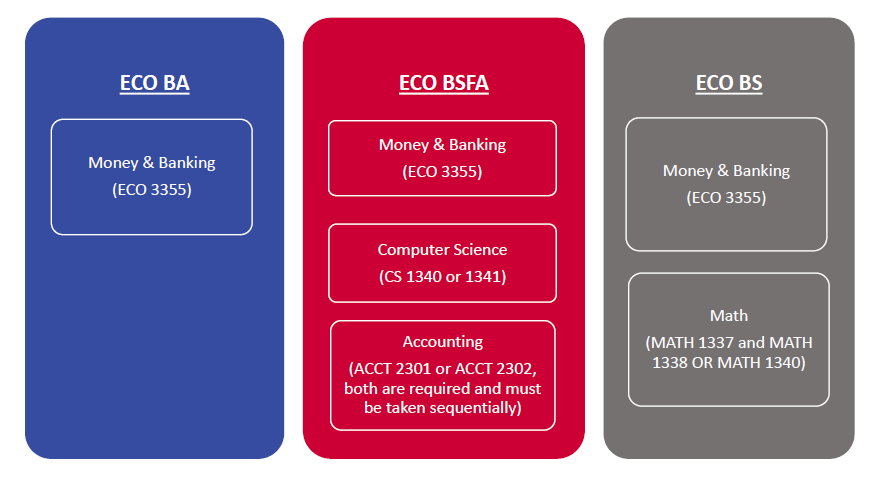 ECO BA
Money & Banking
(ECO 3355)
ECO BSFA
Money & Banking
(ECO 3355)
Computer Science
(CS 1340 or 1341)
Accounting
(ACCT 2301 or ACCT 2302,
both are required and must
be taken sequentially)
ECO BS
Money & Banking
(ECO 3355)
Math
(MATH 1337 and MATH
1338 OR MATH 1340)